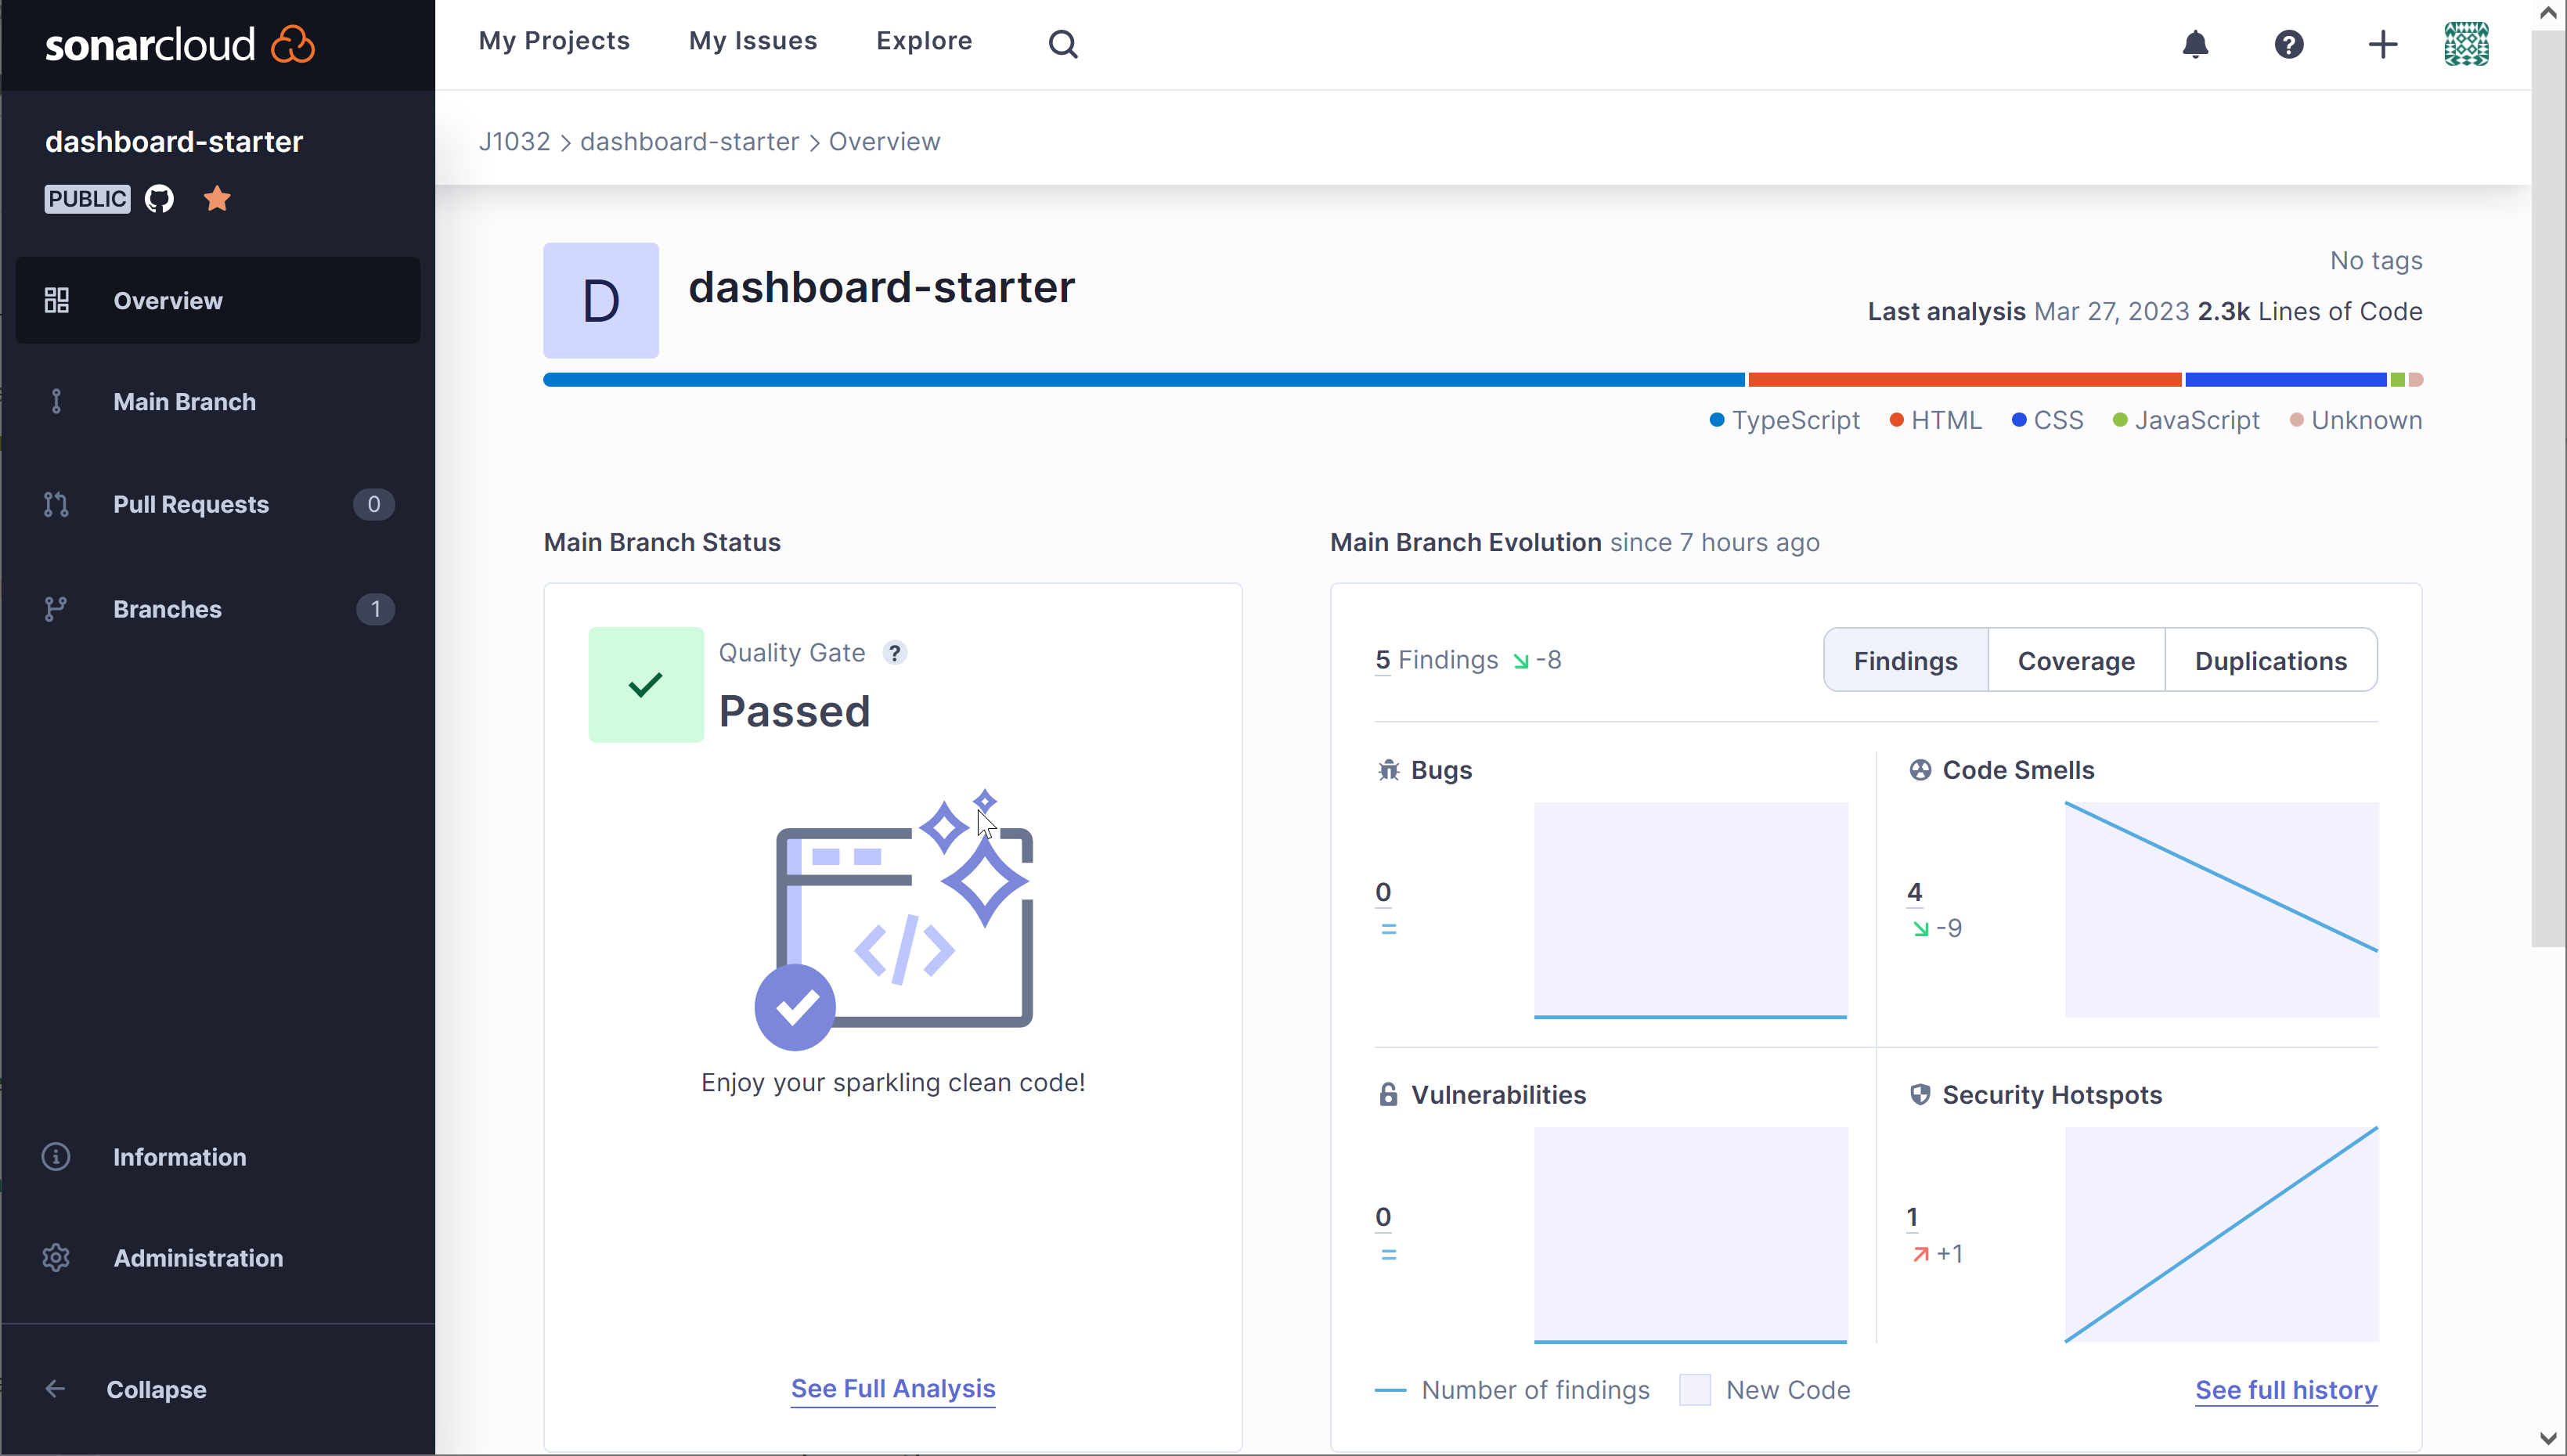 sonarcloud
My Projects My Issues Explore
dashboard-starter
PUBLIC
Overview
Main Branch
Pull Requests 0
Branches 1
Information
Administration
Collapse
J1032 > dashboard-starter > Overview
D
dashboard-starter
No tags
Last analysis Mar 27, 2023 2.3k Lines of Code
TypeScript HTML CSS JavaScript Unknown
Main Branch Status
Quality Gate ?
Passed
</>
Enjoy your sparkling clean code!
See Full Analysis
Main Branch Evolution since 7 hours ago
5 Findings -8
Findings Coverage Duplications
Bugs
0
=
Code Smells
4
-9
Vulnerabilities
0
=
Security Hotspots
1
+1
Number of findings New Code
See full history